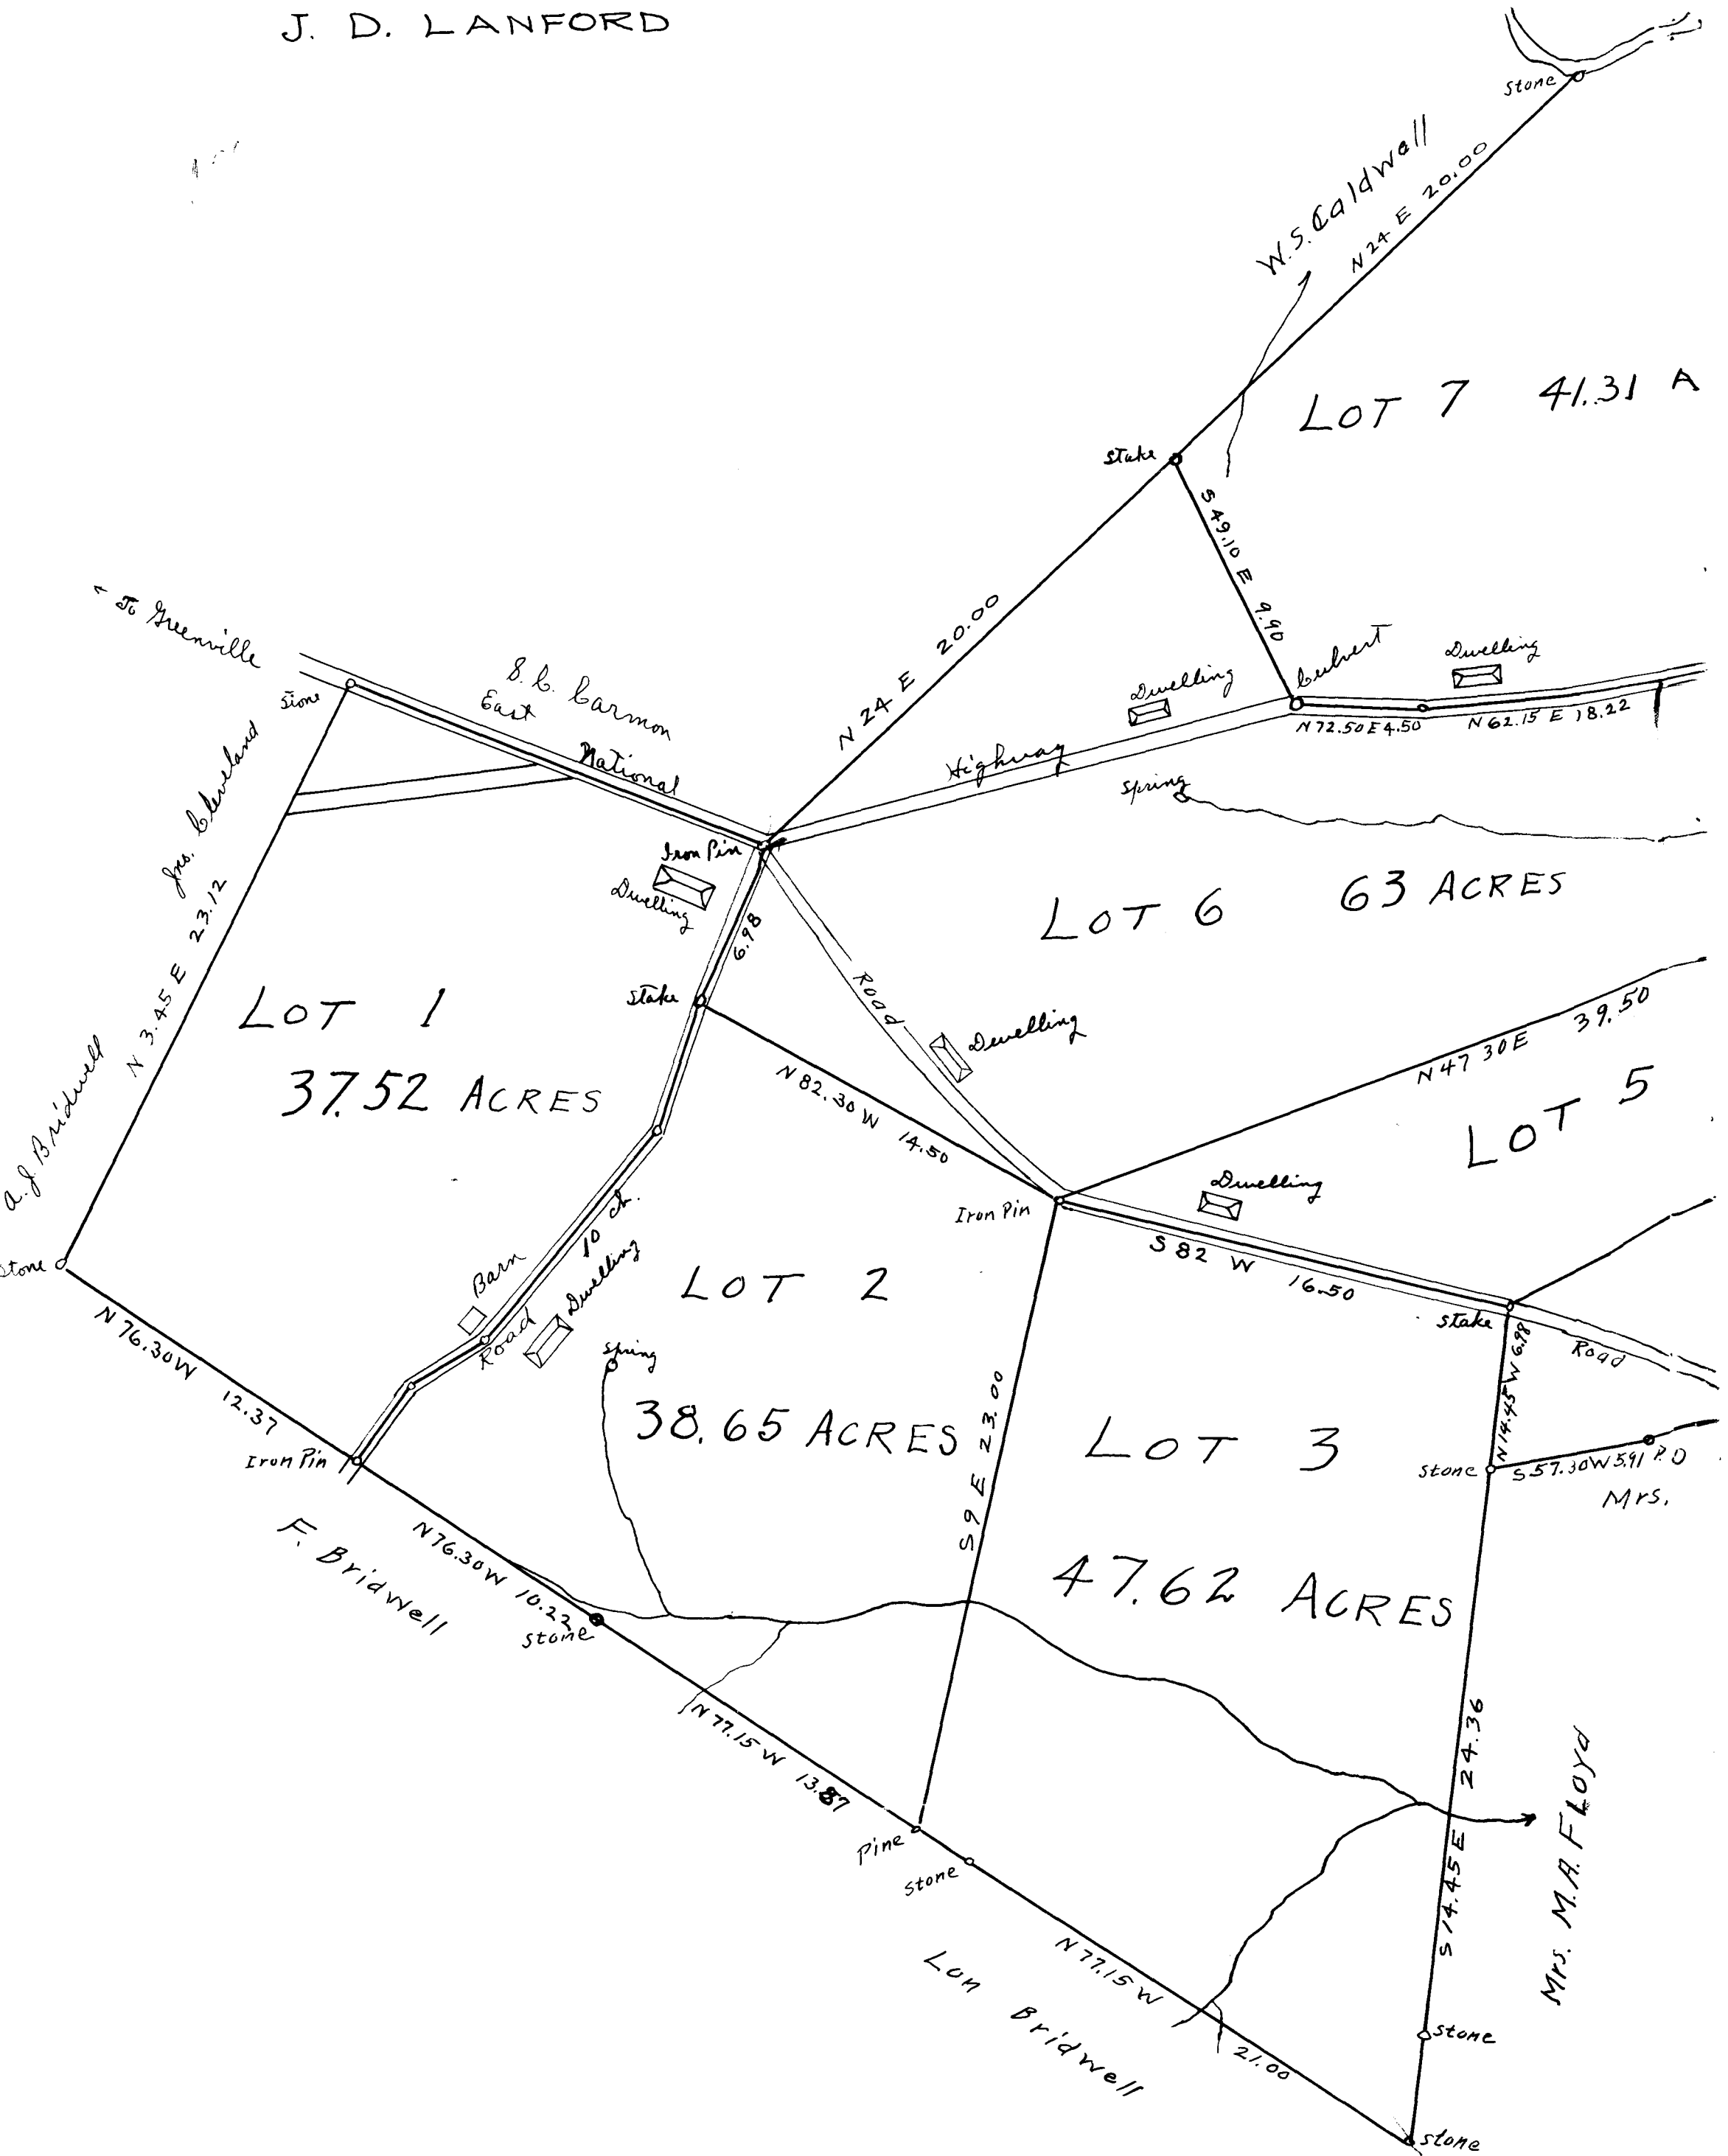 J. D. LANFORD
Stone
W. S. Caldwall
N 24 E 20.00
LOT 7 41.31 A
Stake
S 49.10 E 9.90
To Greenville
Stone
East
National
N 24 E 20.00
Dwelling
Culvert
Dwelling
N 72.50 E 4.50
N 62.15 E 18.22
Highway
Spring
Jno. Cleveland
Iron Pin
Dwelling
6.98
LOT 6 63 ACRES
N 3.45 E 23.12
A. J. Bridwell
LOT 1
37.52 ACRES
Stake
Road
Dwelling
N 82.30 W 14.50
N 47 30 E 39.50
LOT 5
Iron Pin
Dwelling
S 82 W 16.50
Stake
Road
Stone
N 76.30 W 12.37
Barn
10 ch.
Road
Dwelling
LOT 2
Spring
38.65 ACRES
S 9 E 23.00
LOT 3
N 14.45 W 6.98
Stone
S 57.30 W 5.91 P.O
Mrs.
Iron Pin
F. Bridwell
N 76.30 W 10.22
Stone
47.62 ACRES
N 77.15 W 13.87
Pine
Stone
S 14.45 E 24.36
Mrs. M. A. FLoyd
N 77.15 W 21.00
Lon Bridwell
Stone
Stone